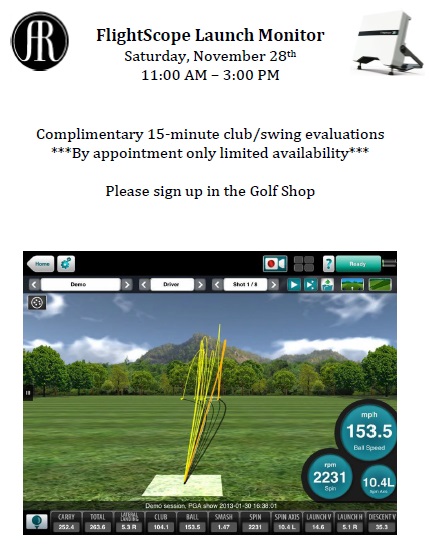 FR
FlightScope Launch Monitor
Saturday, November 28th
11:00 AM – 3:00 PM
Complimentary 15-minute club/swing evaluations
***By appointment only limited availability***
Please sign up in the Golf Shop
Home
?
Ready
Demo
Driver
Shot 1 / 8
mph
153.5
Ball Speed
rpm
2231
Spin
10.4L
Spin Axis
Demo session, PGA show 2013-01-30 16:36:01
CARRY TOTAL LATERAL LANDING CLUB BALL SMASH SPIN SPIN AXIS LAUNCH V LAUNCH H DESCENT V
252.4 263.6 5.3 R 104.1 153.5 1.47 2231 10.4 L 14.6 5.1 R 35.3